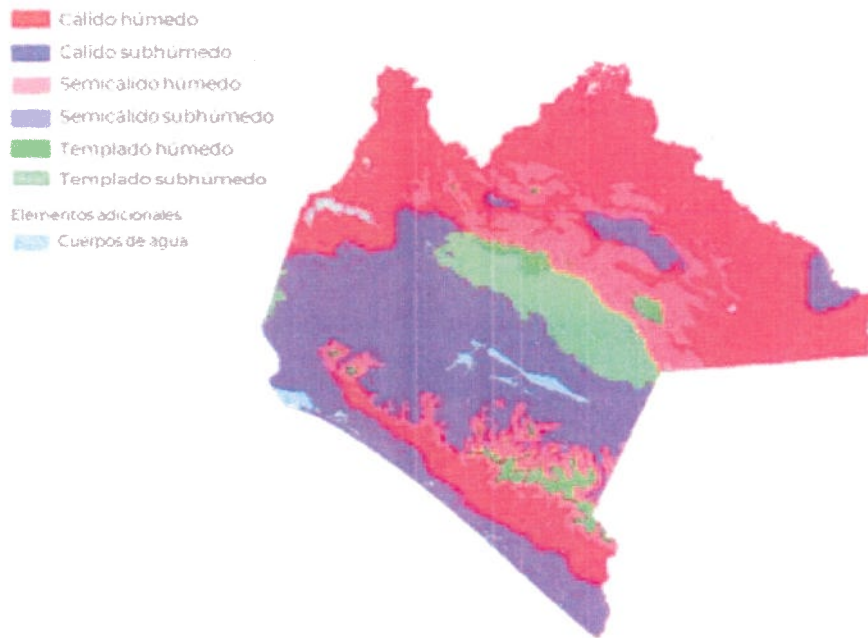 Cálido húmedo
Cálido subhúmedo
Semicálido húmedo
Semicálido subhúmedo
Templado húmedo
Templado subhúmedo
Elementos adicionales
Cuerpos de agua